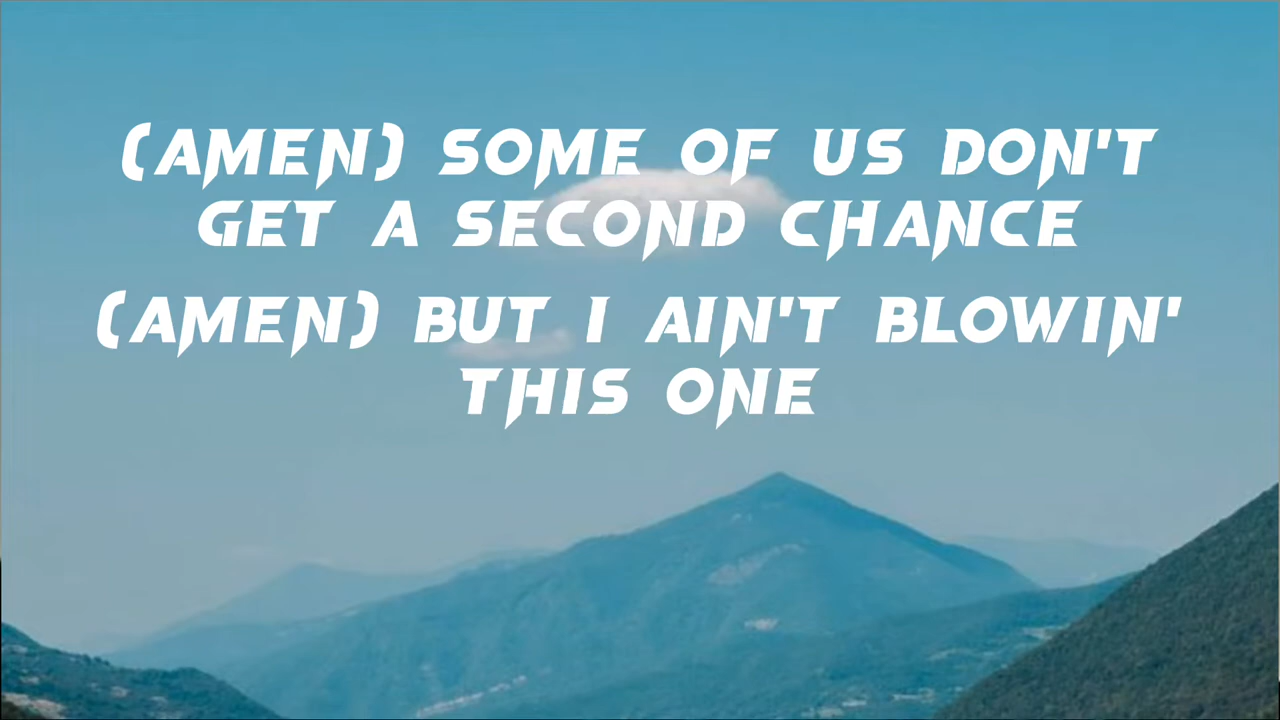 (AMEN) SOME OF US DON'T
GET A SECOND CHANCE
(AMEN) BUT I AIN'T BLOWIN'
THIS ONE